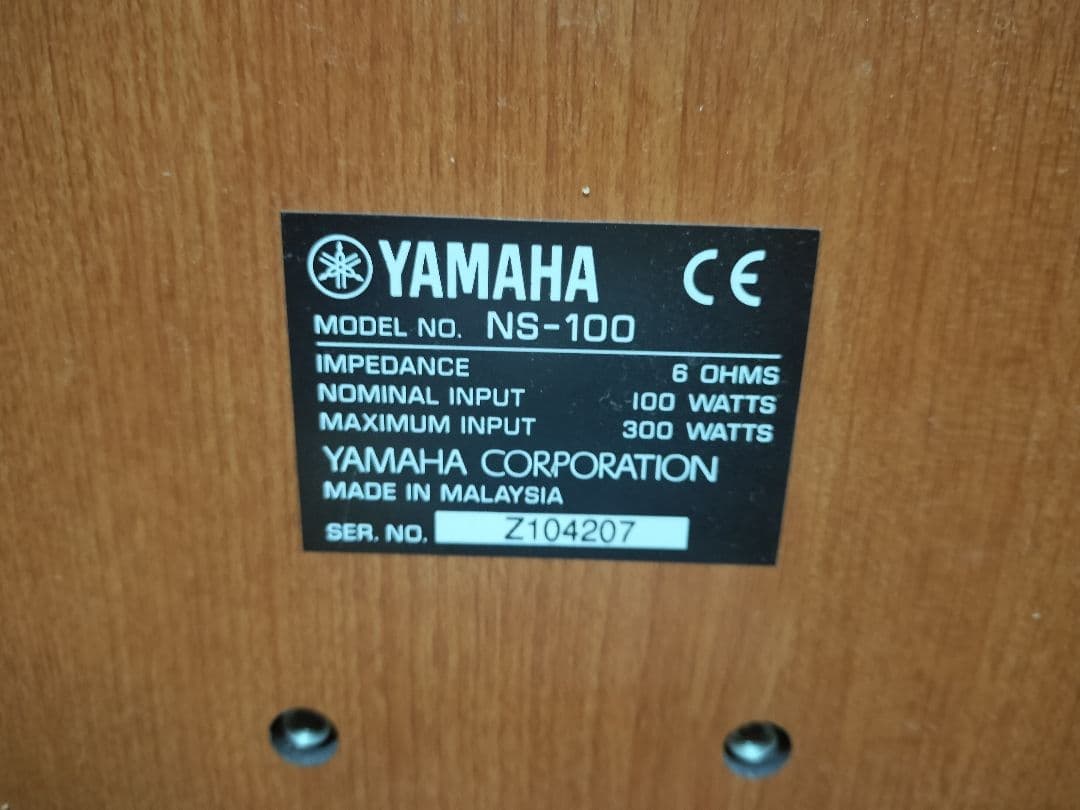 YAMAHA CE
MODEL NO. NS-100
IMPEDANCE 6 OHMS
NOMINAL INPUT 100 WATTS
MAXIMUM INPUT 300 WATTS
YAMAHA CORPORATION
MADE IN MALAYSIA
SER. NO. Z104207